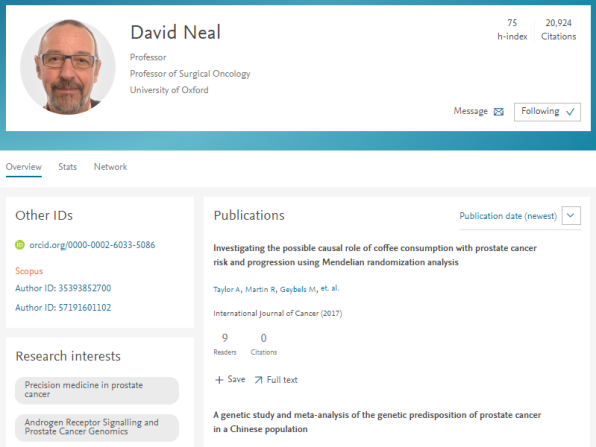 David Neal
Professor
Professor of Surgical Oncology
University of Oxford
75
h-index
20,924
Citations
Message
Following
Overview
Stats
Network
Other IDs
orcid.org/0000-0002-6033-5086
Scopus
Author ID: 35393852700
Author ID: 57191601102
Research interests
Precision medicine in prostate
cancer
Androgen Receptor Signalling and
Prostate Cancer Genomics
Publications
Publication date (newest)
Investigating the possible causal role of coffee consumption with prostate cancer
risk and progression using Mendelian randomization analysis
Taylor A, Martin R, Geybels M, et. al.
International Journal of Cancer (2017)
9
Readers
0
Citations
+ Save
Full text
A genetic study and meta-analysis of the genetic predisposition of prostate cancer
in a Chinese population